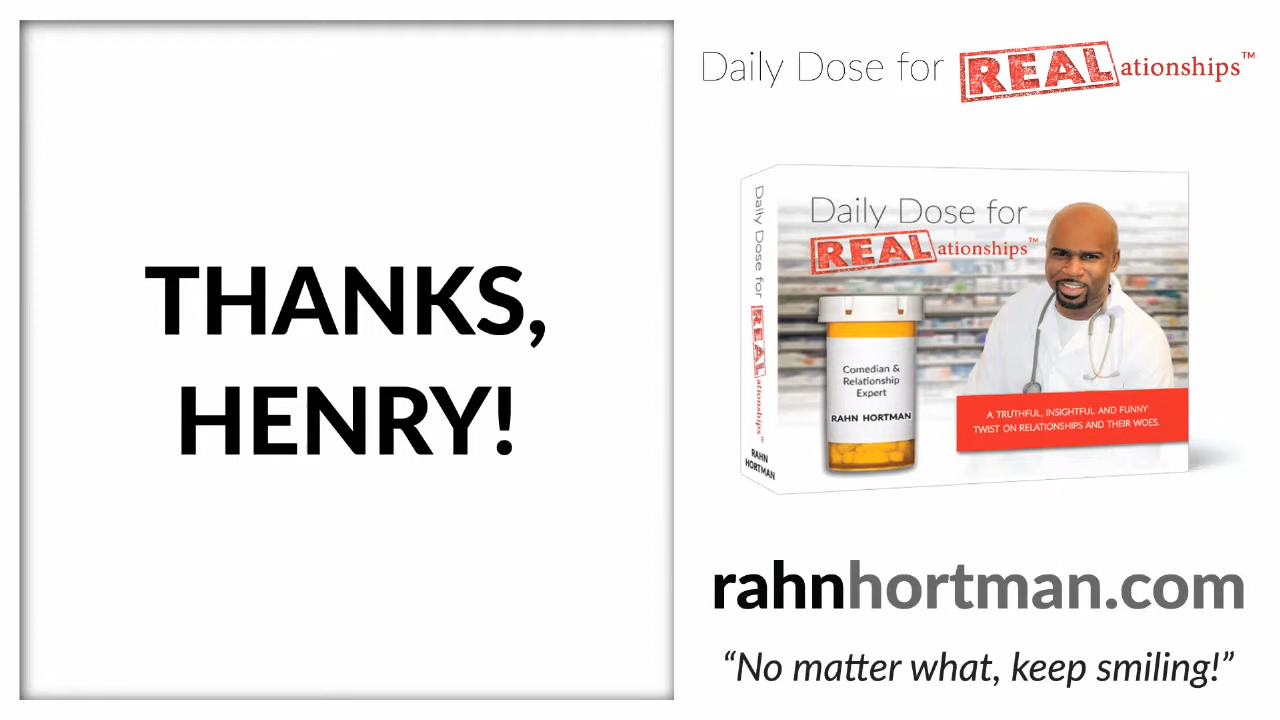 THANKS,
HENRY!
Daily Dose for REALationships™
Daily Dose for REALationships™
RAHN
HORTMAN
Daily Dose for
REALationships™
Comedian &
Relationship
Expert
RAHN HORTMAN
A TRUTHFUL, INSIGHTFUL AND FUNNY
TWIST ON RELATIONSHIPS AND THEIR WOES.
rahnhortman.com
“No matter what, keep smiling!”